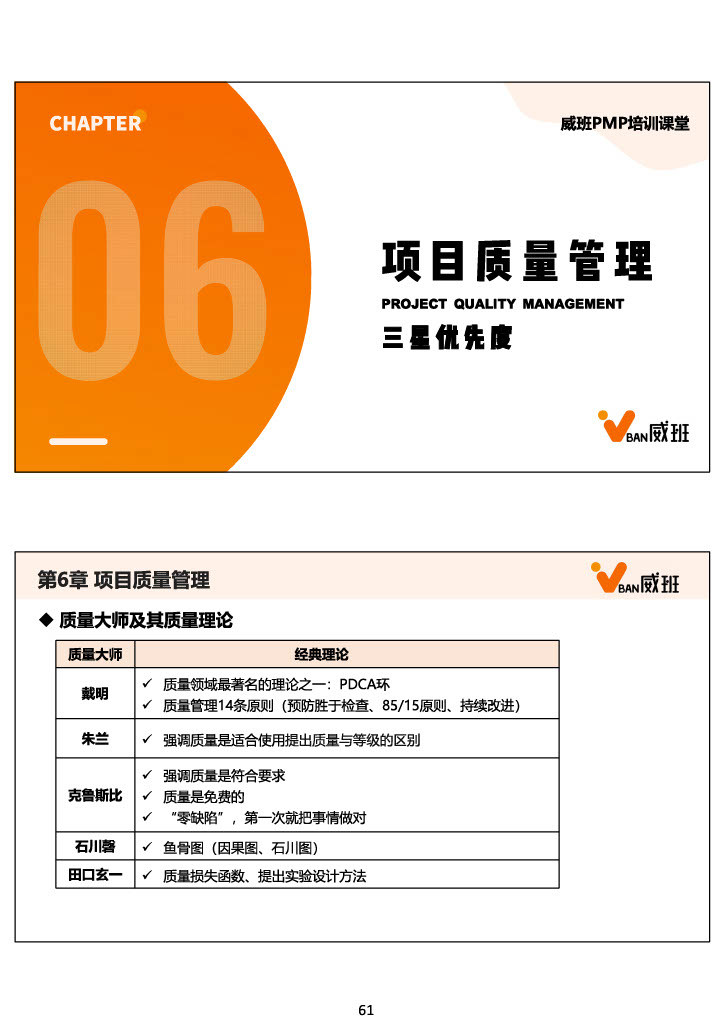 CHAPTER
威班PMP培训课堂
06
项目质量管理
PROJECT QUALITY MANAGEMENT
三星优先度
VBAN威班
第6章 项目质量管理
VBAN威班
◆ 质量大师及其质量理论
质量大师 经典理论
戴明
✓ 质量领域最著名的理论之一：PDCA环
✓ 质量管理14条原则（预防胜于检查、85/15原则、持续改进）
朱兰 ✓ 强调质量是适合使用提出质量与等级的区别
克鲁斯比
✓ 强调质量是符合要求
✓ 质量是免费的
✓ “零缺陷”，第一次就把事情做对
石川磬 ✓ 鱼骨图（因果图、石川图）
田口玄一 ✓ 质量损失函数、提出实验设计方法
61